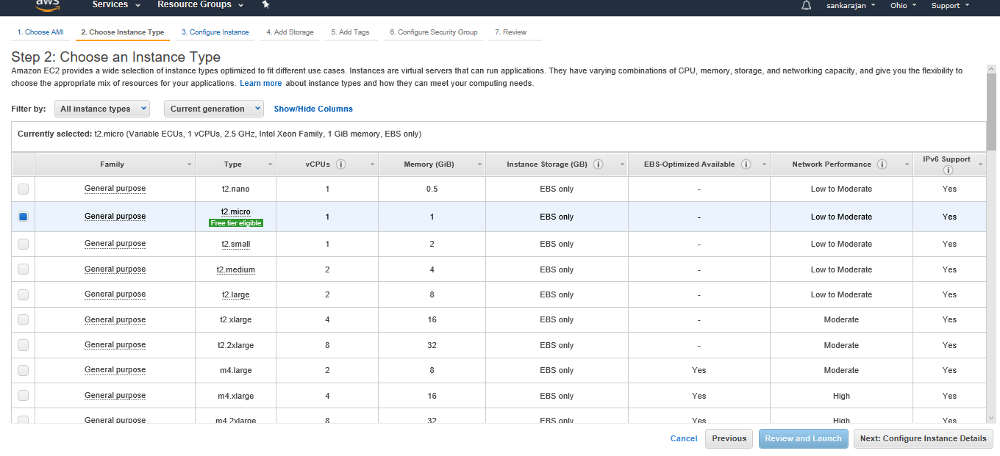 aws Services Resource Groups sankarajan Ohio Support
1. Choose AMI 2. Choose Instance Type 3. Configure Instance 4. Add Storage 5. Add Tags 6. Configure Security Group 7. Review
Step 2: Choose an Instance Type
Amazon EC2 provides a wide selection of instance types optimized to fit different use cases. Instances are virtual servers that can run applications. They have varying combinations of CPU, memory, storage, and networking capacity, and give you the flexibility to
choose the appropriate mix of resources for your applications. Learn more about instance types and how they can meet your computing needs.
Filter by: All instance types Current generation Show/Hide Columns
Currently selected: t2.micro (Variable ECUs, 1 vCPUs, 2.5 GHz, Intel Xeon Family, 1 GiB memory, EBS only)
Family Type vCPUs i Memory (GiB) Instance Storage (GB) i EBS-Optimized Available i Network Performance i IPv6 Support i
General purpose t2.nano 1 0.5 EBS only - Low to Moderate Yes
General purpose t2.micro 1 1 EBS only - Low to Moderate Yes
Free tier eligible
General purpose t2.small 1 2 EBS only - Low to Moderate Yes
General purpose t2.medium 2 4 EBS only - Low to Moderate Yes
General purpose t2.large 2 8 EBS only - Low to Moderate Yes
General purpose t2.xlarge 4 16 EBS only - Moderate Yes
General purpose t2.2xlarge 8 32 EBS only - Moderate Yes
General purpose m4.large 2 8 EBS only Yes Moderate Yes
General purpose m4.xlarge 4 16 EBS only Yes High Yes
General purpose m4.2xlarge 8 32 EBS only Yes High Yes
Cancel Previous Review and Launch Next: Configure Instance Details